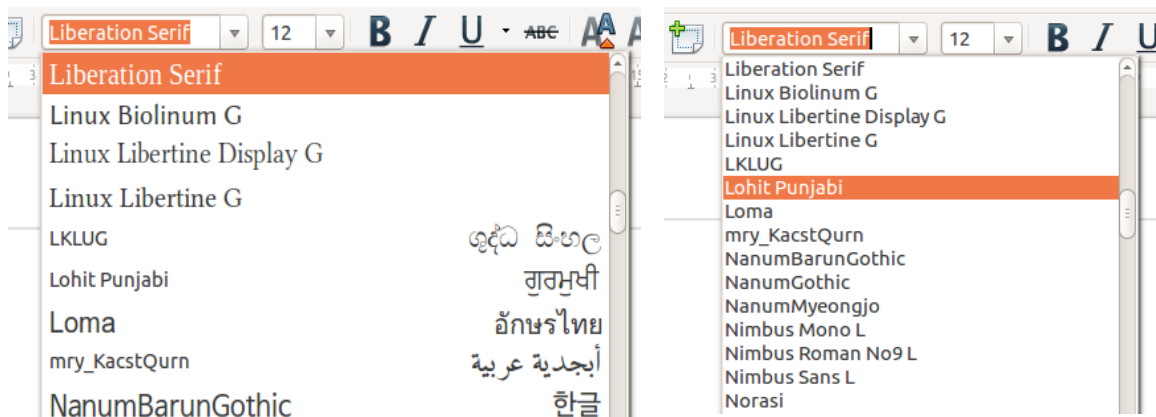 Liberation Serif 12 B I U ABC A A
Liberation Serif
Linux Biolinum G
Linux Libertine Display G
Linux Libertine G
LKLUG ශුද්ධ සිංහල
Lohit Punjabi ਗੁਰਮੁਖੀ
Loma อักษรไทย
mry_KacstQurn أبجدية عربية
NanumBarunGothic 한글
Liberation Serif 12 B I U
Liberation Serif
Linux Biolinum G
Linux Libertine Display G
Linux Libertine G
LKLUG
Lohit Punjabi
Loma
mry_KacstQurn
NanumBarunGothic
NanumGothic
NanumMyeongjo
Nimbus Mono L
Nimbus Roman No9 L
Nimbus Sans L
Norasi